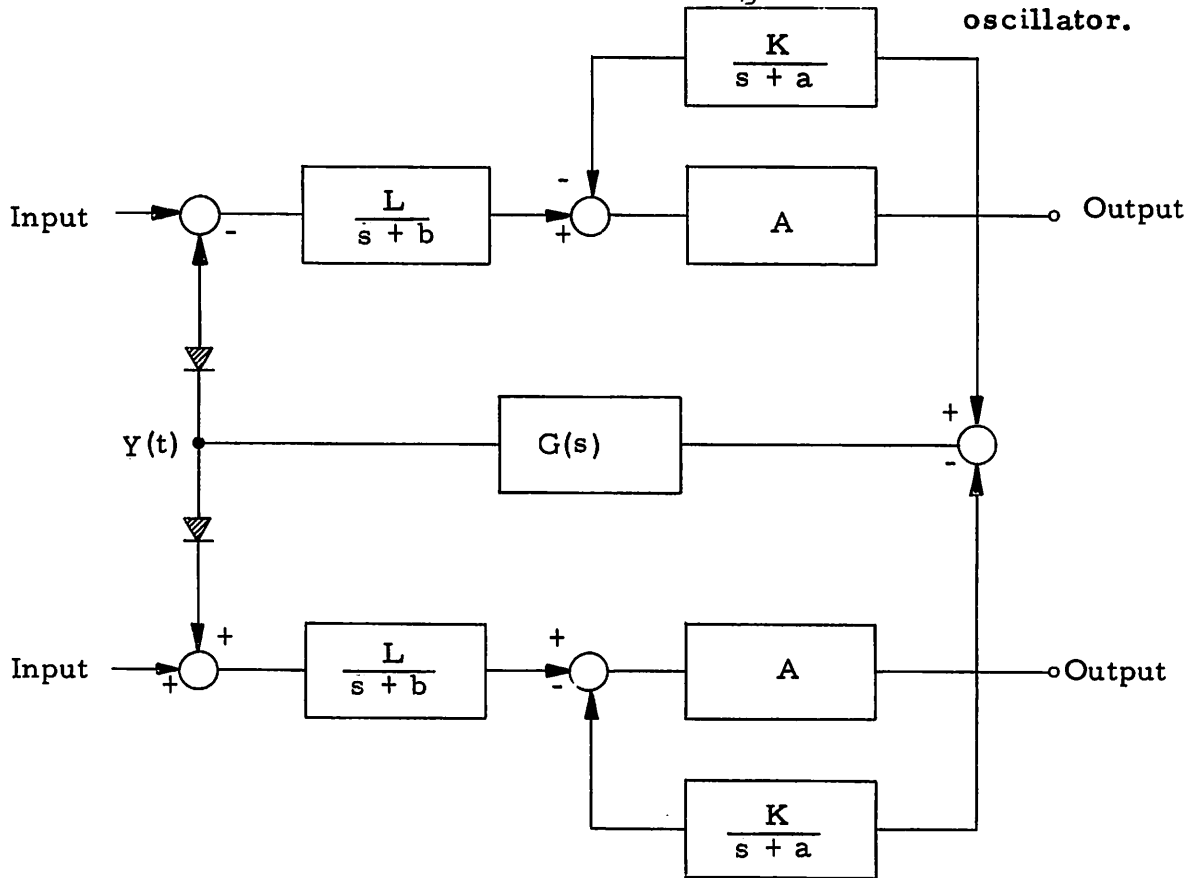 oscillator.
K
s + a
-
Input
-
L
s + b
+
A
Output
Y(t)
G(s)
+
-
Input
+
+
L
s + b
+
-
A
Output
K
s + a